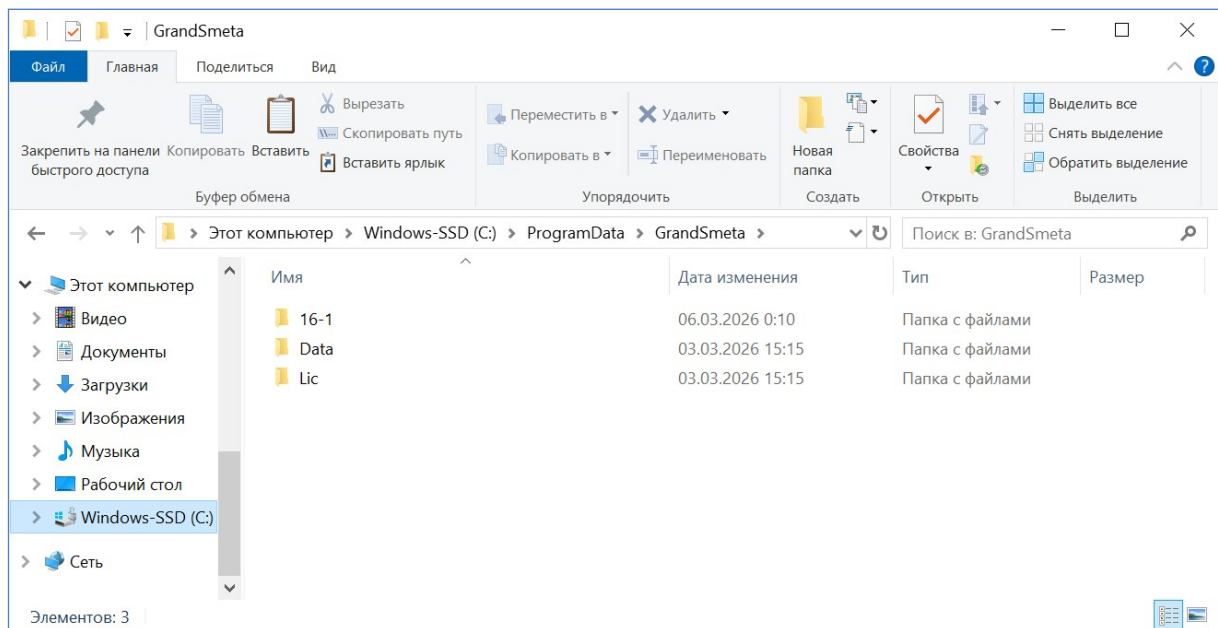 GrandSmeta
Файл Главная Поделиться Вид
Закрепить на панели быстрого доступа
Копировать
Вставить
Вырезать
Скопировать путь
Вставить ярлык
Буфер обмена
Переместить в
Копировать в
Удалить
Переименовать
Упорядочить
Новая папка
Создать
Свойства
Открыть
Выделить все
Снять выделение
Обратить выделение
Выделить
Этот компьютер > Windows-SSD (C:) > ProgramData > GrandSmeta >
Поиск в: GrandSmeta
Этот компьютер
Видео
Документы
Загрузки
Изображения
Музыка
Рабочий стол
Windows-SSD (C:)
Сеть
Имя Дата изменения Тип Размер
16-1 06.03.2026 0:10 Папка с файлами
Data 03.03.2026 15:15 Папка с файлами
Lic 03.03.2026 15:15 Папка с файлами
Элементов: 3